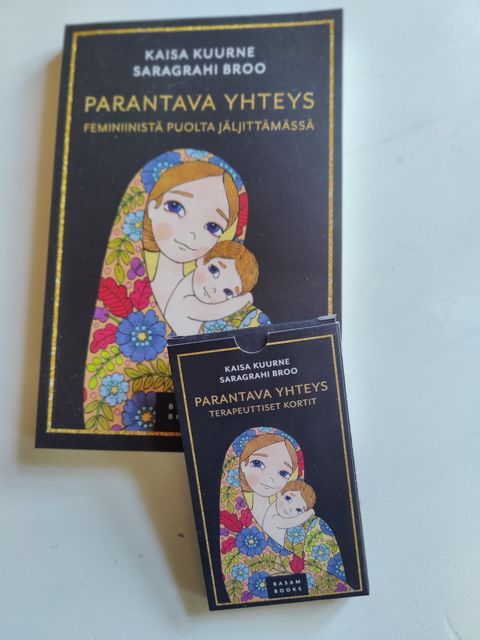 KAISA KUURNE
SARAGRAHI BROO
PARANTAVA YHTEYS
FEMINIINISTÄ PUOLTA JÄLJITTÄMÄSSÄ
KAISA KUURNE
SARAGRAHI BROO
PARANTAVA YHTEYS
TERAPEUTTISET KORTIT
BASAM
BOOKS